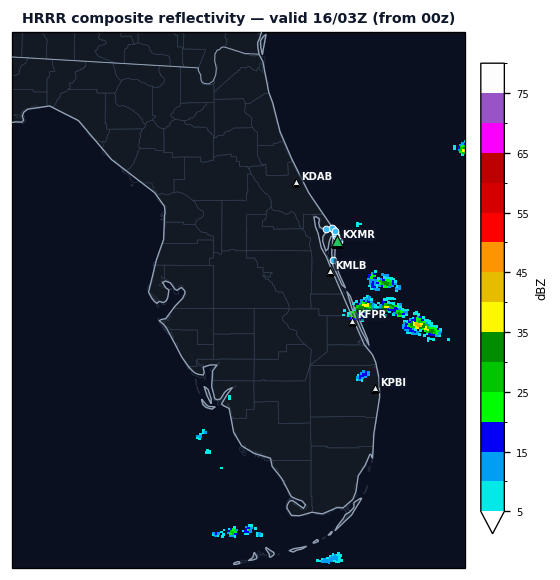 HRRR composite reflectivity — valid 16/03Z (from 00z)
KDAB
KXMR
KMLB
KFPR
KPBI
75
65
55
45
35
25
15
5
dBZ